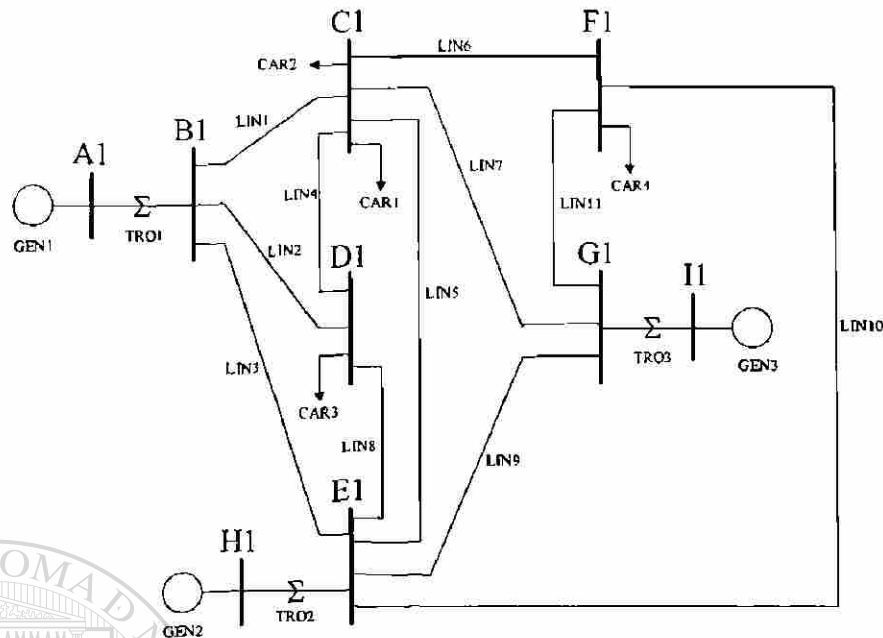 C1
F1
LIN6
CAR2
LIN1
B1
A1
LIN7
LIN4
CAR1
CAR4
LIN11
GEN1
Σ
TRO1
LIN2
D1
G1
I1
LIN5
Σ
TRO3
GEN3
LIN10
LIN3
CAR3
LIN8
LIN9
E1
H1
Σ
TRO2
GEN2